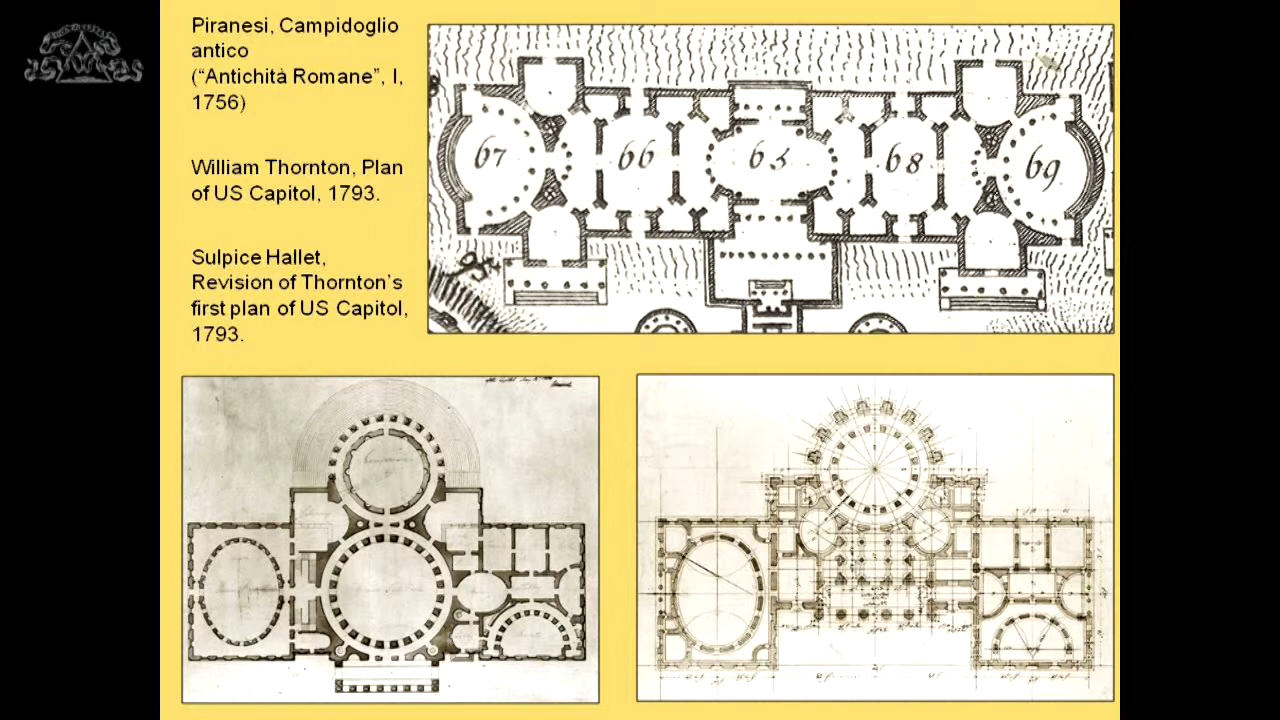 Piranesi, Campidoglio
antico
(“Antichità Romane”, I,
1756)
William Thornton, Plan
of US Capitol, 1793.
Sulpice Hallet,
Revision of Thornton’s
first plan of US Capitol,
1793.
67 66 65 68 69